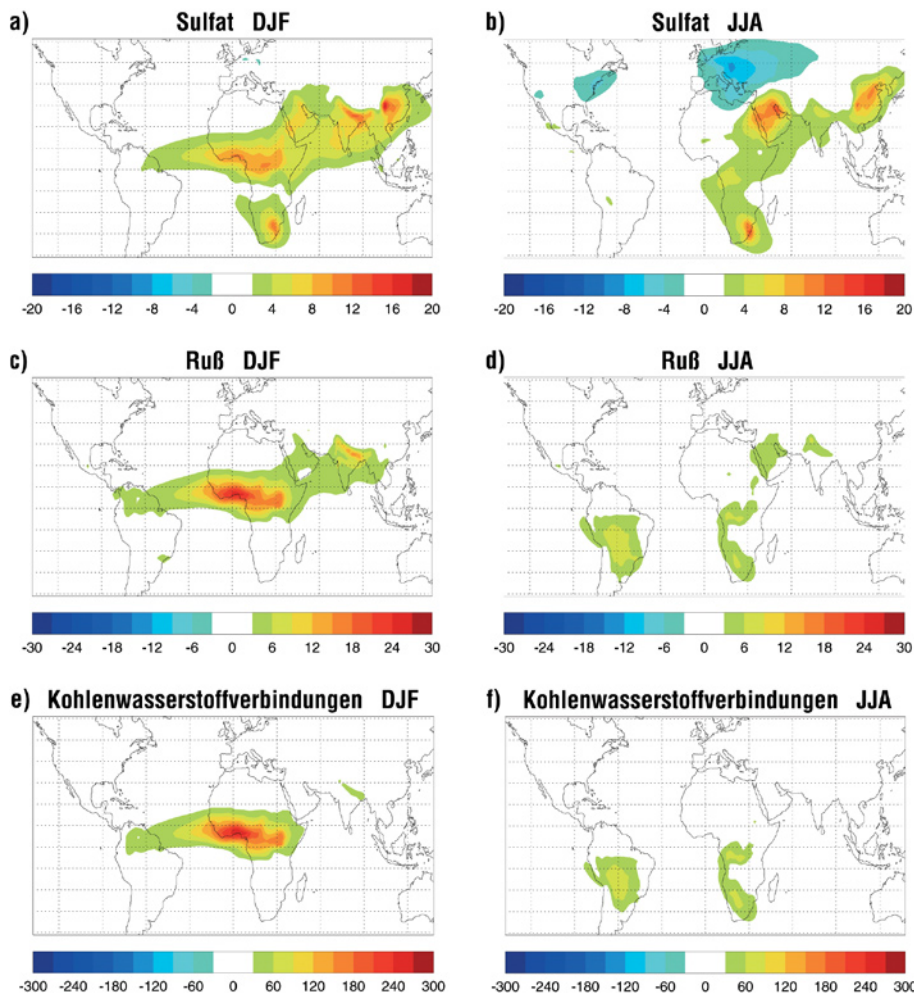 a) Sulfat DJF
b) Sulfat JJA
-20 -16 -12 -8 -4 0 4 8 12 16 20
-20 -16 -12 -8 -4 0 4 8 12 16 20
c) Ruß DJF
d) Ruß JJA
-30 -24 -18 -12 -6 0 6 12 18 24 30
-30 -24 -18 -12 -6 0 6 12 18 24 30
e) Kohlenwasserstoffverbindungen DJF
f) Kohlenwasserstoffverbindungen JJA
-300 -240 -180 -120 -60 0 60 120 180 240 300
-300 -240 -180 -120 -60 0 60 120 180 240 300